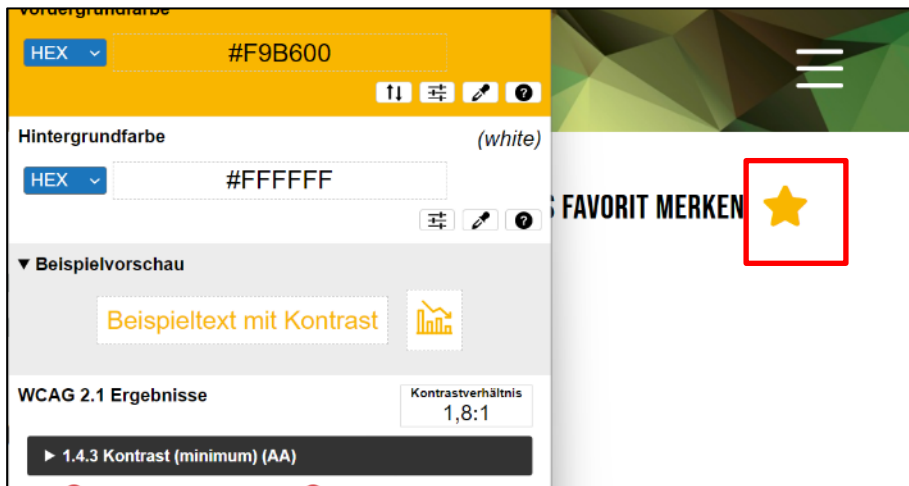 Vordergrundfarbe
HEX
#F9B600
Hintergrundfarbe
(white)
HEX
#FFFFFF
FAVORIT MERKEN
▼ Beispielvorschau
Beispieltext mit Kontrast
WCAG 2.1 Ergebnisse
Kontrastverhältnis
1,8:1
▶ 1.4.3 Kontrast (minimum) (AA)